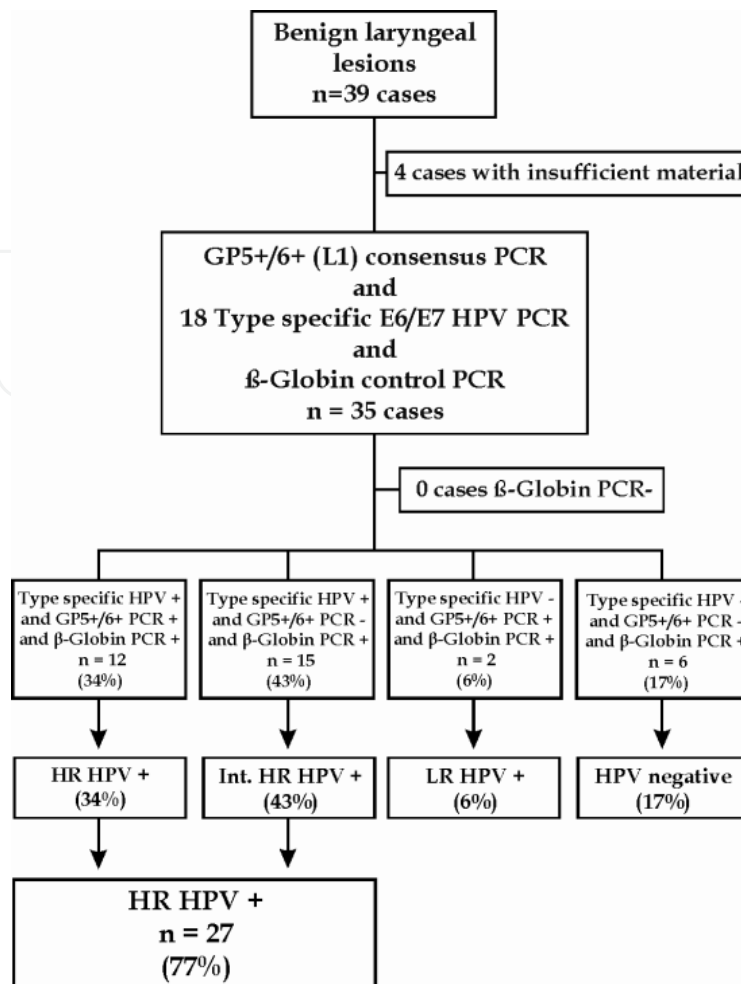 Benign laryngeal
lesions
n=39 cases
4 cases with insufficient material
GP5+/6+ (L1) consensus PCR
and
18 Type specific E6/E7 HPV PCR
and
ß-Globin control PCR
n = 35 cases
0 cases ß-Globin PCR-
Type specific HPV +
and GP5+/6+ PCR +
and β-Globin PCR +
n = 12
(34%)
Type specific HPV +
and GP5+/6+ PCR -
and β-Globin PCR +
n = 15
(43%)
Type specific HPV -
and GP5+/6+ PCR +
and β-Globin PCR +
n = 2
(6%)
Type specific HPV -
and GP5+/6+ PCR -
and β-Globin PCR +
n = 6
(17%)
HR HPV +
(34%)
Int. HR HPV +
(43%)
LR HPV +
(6%)
HPV negative
(17%)
HR HPV +
n = 27
(77%)